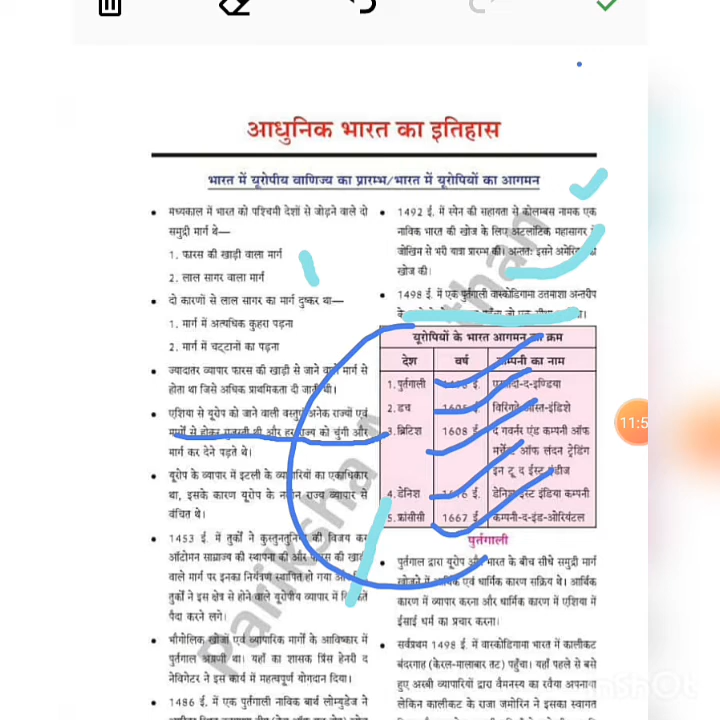 आधुनिक भारत का इतिहास
भारत में यूरोपीय वाणिज्य का प्रारम्भ/भारत में यूरोपियों का आगमन
• मध्यकाल में भारत को पश्चिमी देशों से जोड़ने वाले दो
समुद्री मार्ग थे—
1. फारस की खाड़ी वाला मार्ग
2. लाल सागर वाला मार्ग
• दो कारणों से लाल सागर का मार्ग दुष्कर था—
1. मार्ग में अत्यधिक कुहरा पड़ना
2. मार्ग में चट्टानों का पड़ना
• ज्यादातर व्यापार फारस की खाड़ी से जाने वाले मार्ग से
होता था जिसे अधिक प्राथमिकता दी जाती थी।
• एशिया से यूरोप को जाने वाली वस्तुएँ अनेक राज्यों एवं
मार्गों से होकर गुजरती थी और हर राज्य को चुंगी और
मार्ग कर देने पड़ते थे।
• यूरोप के व्यापार में इटली के व्यापारियों का एकाधिकार
था, इसके कारण यूरोप के नवीन राज्य व्यापार से
वंचित थे।
• 1453 ई. में तुर्कों ने कुस्तुनतुनिया की विजय कर
ऑटोमन साम्राज्य की स्थापना की और फारस की खाड़ी
वाले मार्ग पर इनका नियंत्रण स्थापित हो गया
तुर्कों ने इस क्षेत्र से होने वाले यूरोपीय व्यापार में
पैदा करने लगे।
• भौगोलिक खोजों एवं व्यापारिक मार्गों के आविष्कार में
पुर्तगाल अग्रणी था। यहाँ का शासक प्रिंस हेनरी द
नेविगेटर ने इस कार्य में महत्वपूर्ण योगदान दिया।
• 1486 ई. में एक पुर्तगाली नाविक बार्थ लोम्युडेज ने
• 1492 ई. में स्पेन की सहायता से कोलम्बस नामक एक
नाविक भारत की खोज के लिए अटलांटिक महासागर
जोखिम से भरी यात्रा प्रारम्भ की। अन्ततः इसने
खोज की।
• 1498 ई. में एक पुर्तगाली वास्कोडिगामा उतमाशा अन्तरीप
यूरोपियों के भारत आगमन का क्रम
देश वर्ष कम्पनी का नाम
1. पुर्तगाली 1498 ई. एस्तादो-द-इण्डिया
2. डच ई.
3. ब्रिटिश 1608 ई. द गवर्नर एंड कम्पनी ऑफ
मर्चेन्ट ऑफ लंदन ट्रेडिंग
इन टू द ईस्ट इंडीज
4. डेनिश ई. डेनिश ईस्ट इंडिया कम्पनी
5. फ्रांसीसी 1667 ई. कम्पनी-द-इंड-ओरियंटल
पुर्तगाली
• पुर्तगाल द्वारा यूरोप और भारत के बीच सीधे समुद्री मार्ग
खोजने में आर्थिक एवं धार्मिक कारण सक्रिय थे। आर्थिक
कारण में व्यापार करना और धार्मिक कारण में एशिया में
ईसाई धर्म का प्रचार करना।
• सर्वप्रथम 1498 ई. में वास्कोडिगामा भारत में कालीकट
बंदरगाह (केरल-मालाबार तट) पहुँचा। यहाँ पहले से बसे
हुए अरबी व्यापारियों द्वारा वैमनस्य का रवैया अपनाया
लेकिन कालीकट के राजा जमोरिन ने इसका स्वागत
11:5